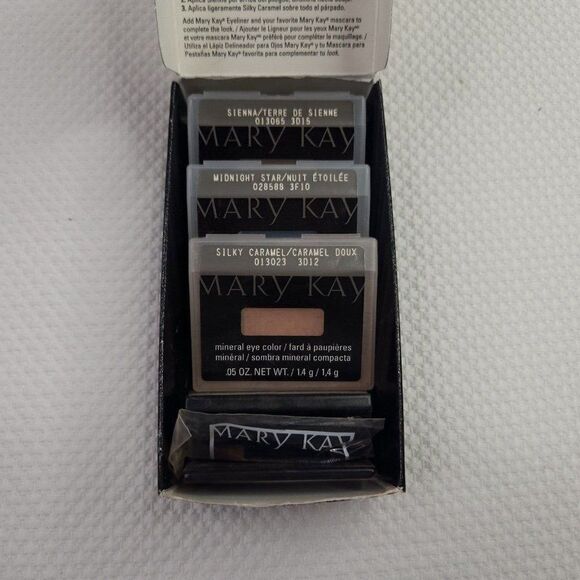 3. Aplica ligeramente Silky Caramel sobre todo el párpado.
Add Mary Kay® Eyeliner and your favorite Mary Kay® mascara to
complete the look. / Ajouter le Ligneur pour les yeux Mary Kay®
et votre mascara Mary Kay® préféré pour compléter le maquillage. /
Utiliza el Lápiz Delineador para Ojos Mary Kay® y tu Máscara para
Pestañas Mary Kay® favorita para complementar el look.
SIENNA/TERRE DE SIENNE
013065 3D15
MARY KAY
MIDNIGHT STAR/NUIT ÉTOILÉE
028588 3F10
MARY KAY
SILKY CARAMEL/CARAMEL DOUX
013023 3D12
MARY KAY
mineral eye color / fard à paupières
minéral / sombra mineral compacta
.05 OZ. NET WT. / 1.4 g / 1,4 g
MARY KAY